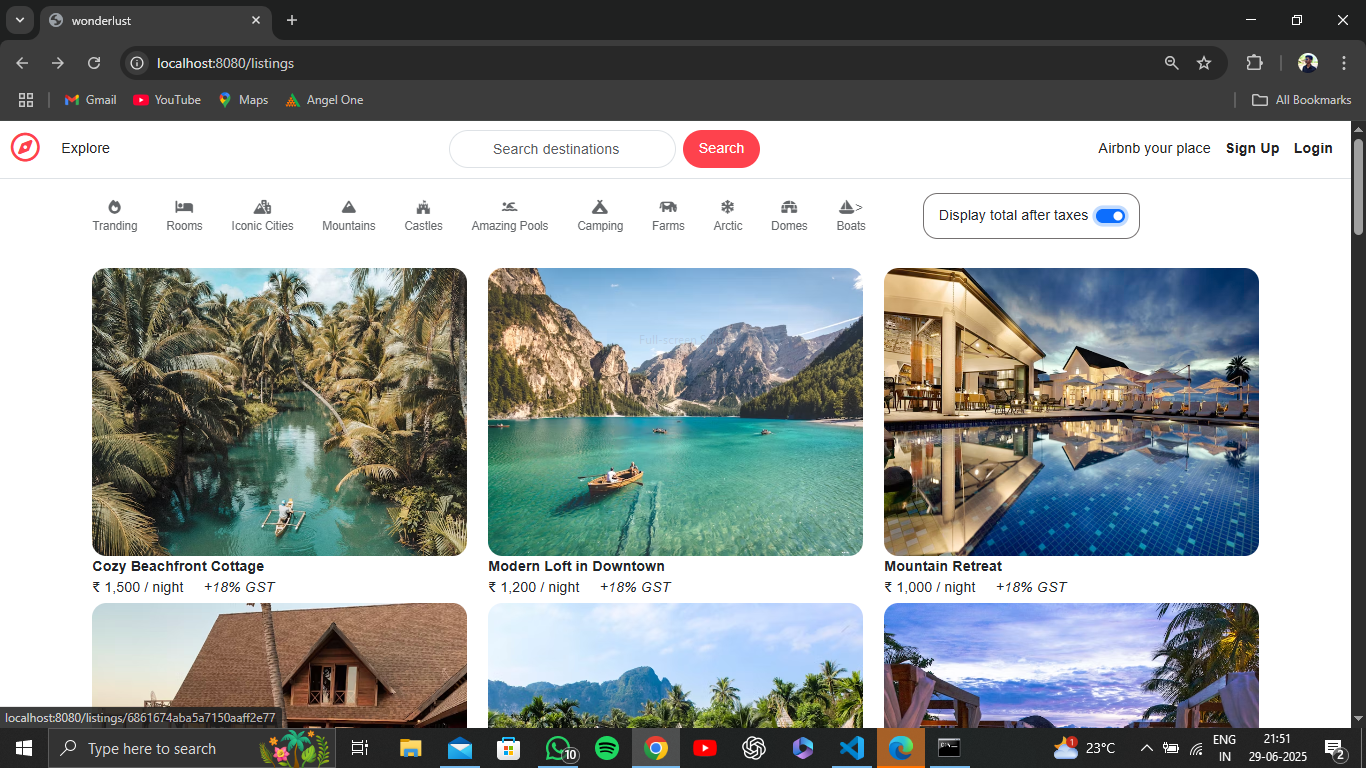 wonderlust
localhost:8080/listings
Gmail YouTube Maps Angel One All Bookmarks
Explore Search destinations Search Airbnb your place Sign Up Login
Tranding Rooms Iconic Cities Mountains Castles Amazing Pools Camping Farms Arctic Domes Boats >
Display total after taxes
Full-screen
Cozy Beachfront Cottage Modern Loft in Downtown Mountain Retreat
₹ 1,500 / night +18% GST ₹ 1,200 / night +18% GST ₹ 1,000 / night +18% GST
localhost:8080/listings/6861674aba5a7150aaff2e77
Type here to search 10 1 23°C ENG 21:51
IN 29-06-2025 2